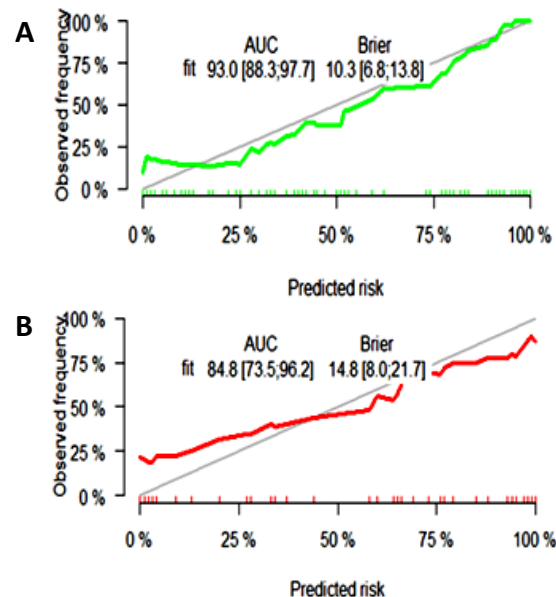 A
100 %
AUC Brier
fit 93.0 [88.3;97.7] 10.3 [6.8;13.8]
75 %
50 %
25 %
0 %
Observed frequency
0 % 25 % 50 % 75 % 100 %
Predicted risk
B
100 %
AUC Brier
fit 84.8 [73.5;96.2] 14.8 [8.0;21.7]
75 %
50 %
25 %
0 %
Observed frequency
0 % 25 % 50 % 75 % 100 %
Predicted risk